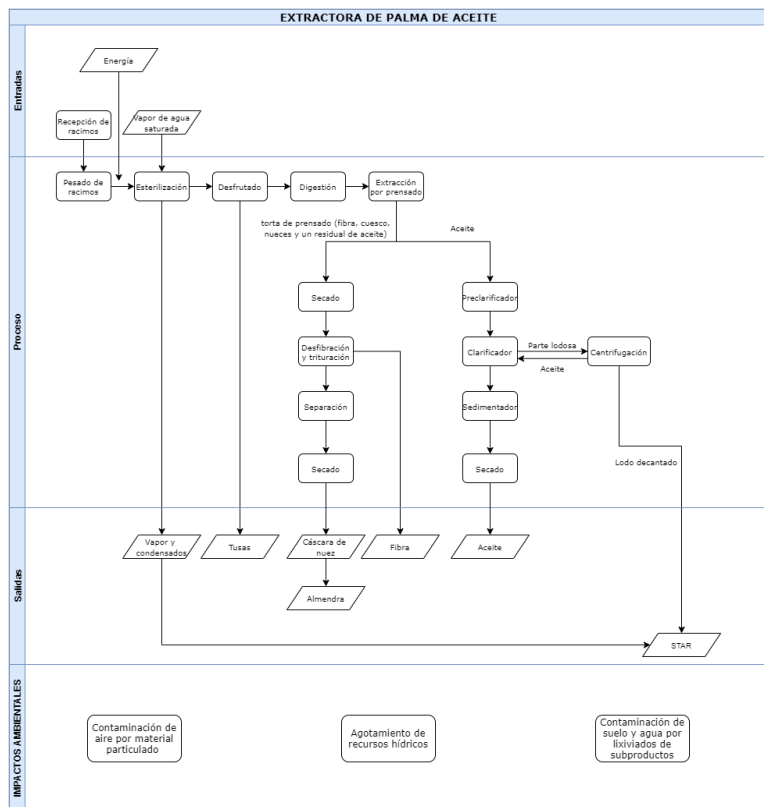 EXTRACTORA DE PALMA DE ACEITE
Entradas
Energía
Recepción de
racimos
Vapor de agua
saturada
Proceso
Pesado de
racimos
Esterilización
Desfrutado
Digestión
Extracción
por prensado
torta de prensado (fibra, cuesco,
nueces y un residual de aceite)
Aceite
Secado
Preclarificador
Desfibración
y trituración
Clarificador
Parte lodosa
Aceite
Centrifugación
Separación
Sedimentador
Secado
Secado
Lodo decantado
Salidas
Vapor y
condensados
Tusas
Cáscara de
nuez
Fibra
Aceite
Almendra
STAR
IMPACTOS AMBIENTALES
Contaminación de
aire por material
particulado
Agotamiento de
recursos hídricos
Contaminación de
suelo y agua por
lixiviados de
subproductos